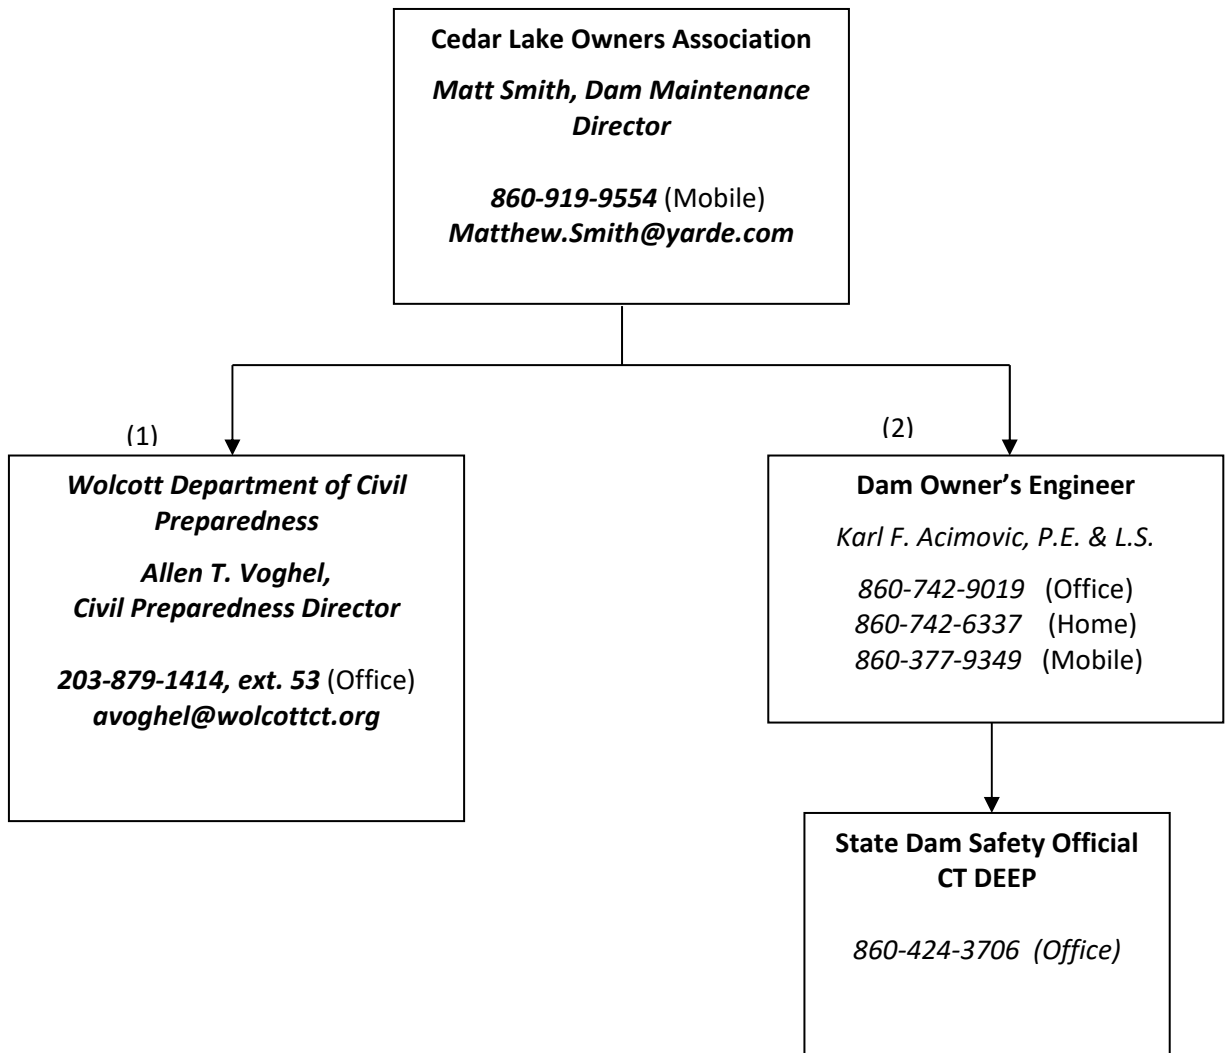 Cedar Lake Owners Association
Matt Smith, Dam Maintenance
Director
860-919-9554 (Mobile)
Matthew.Smith@yarde.com
(1)
Wolcott Department of Civil
Preparedness
Allen T. Voghel,
Civil Preparedness Director
203-879-1414, ext. 53 (Office)
avoghel@wolcottct.org
(2)
Dam Owner’s Engineer
Karl F. Acimovic, P.E. & L.S.
860-742-9019 (Office)
860-742-6337 (Home)
860-377-9349 (Mobile)
State Dam Safety Official
CT DEEP
860-424-3706 (Office)